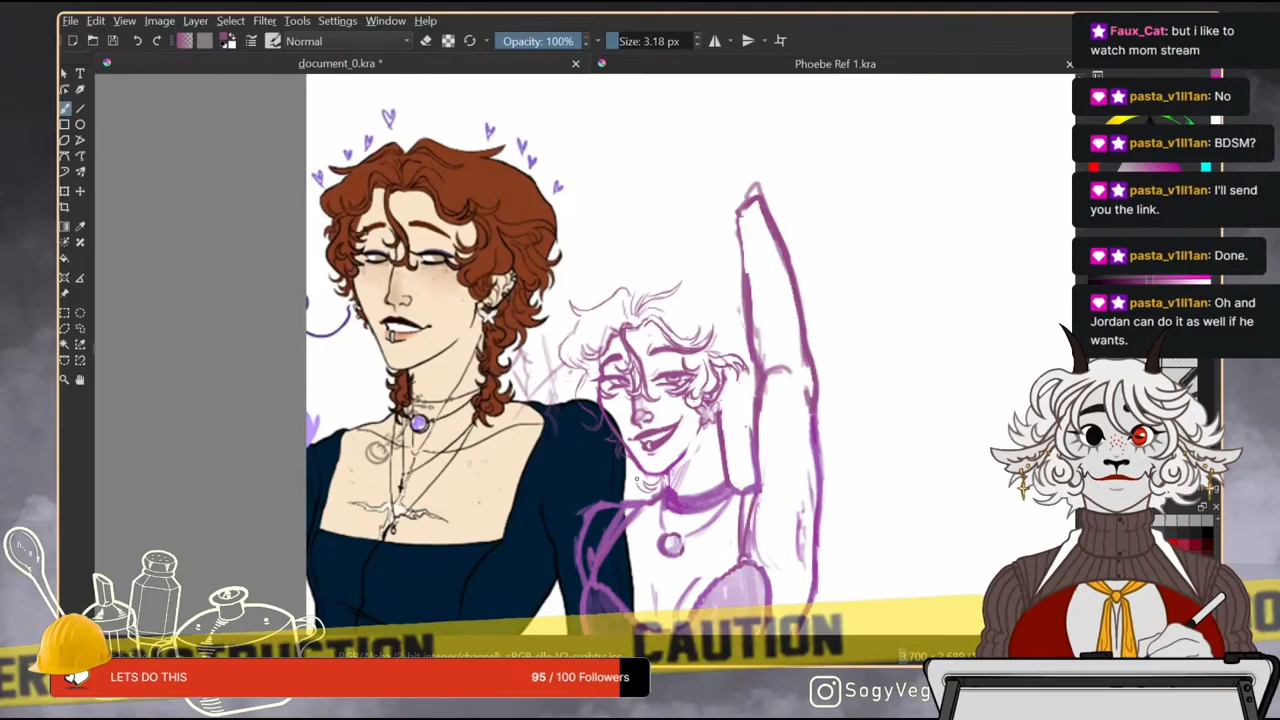 File Edit View Image Layer Select Filter Tools Settings Window Help
Normal
Opacity: 100%
Size: 3.18 px
document_0.kra *
Phoebe Ref 1.kra
Faux_Cat: but i like to
watch mom stream
pasta_v1ll1an: No
pasta_v1ll1an: BDSM?
pasta_v1ll1an: I'll send
you the link.
pasta_v1ll1an: Done.
pasta_v1ll1an: Oh and
Jordan can do it as well if he
wants.
CAUTION
LETS DO THIS
95 / 100 Followers
SogyVeg